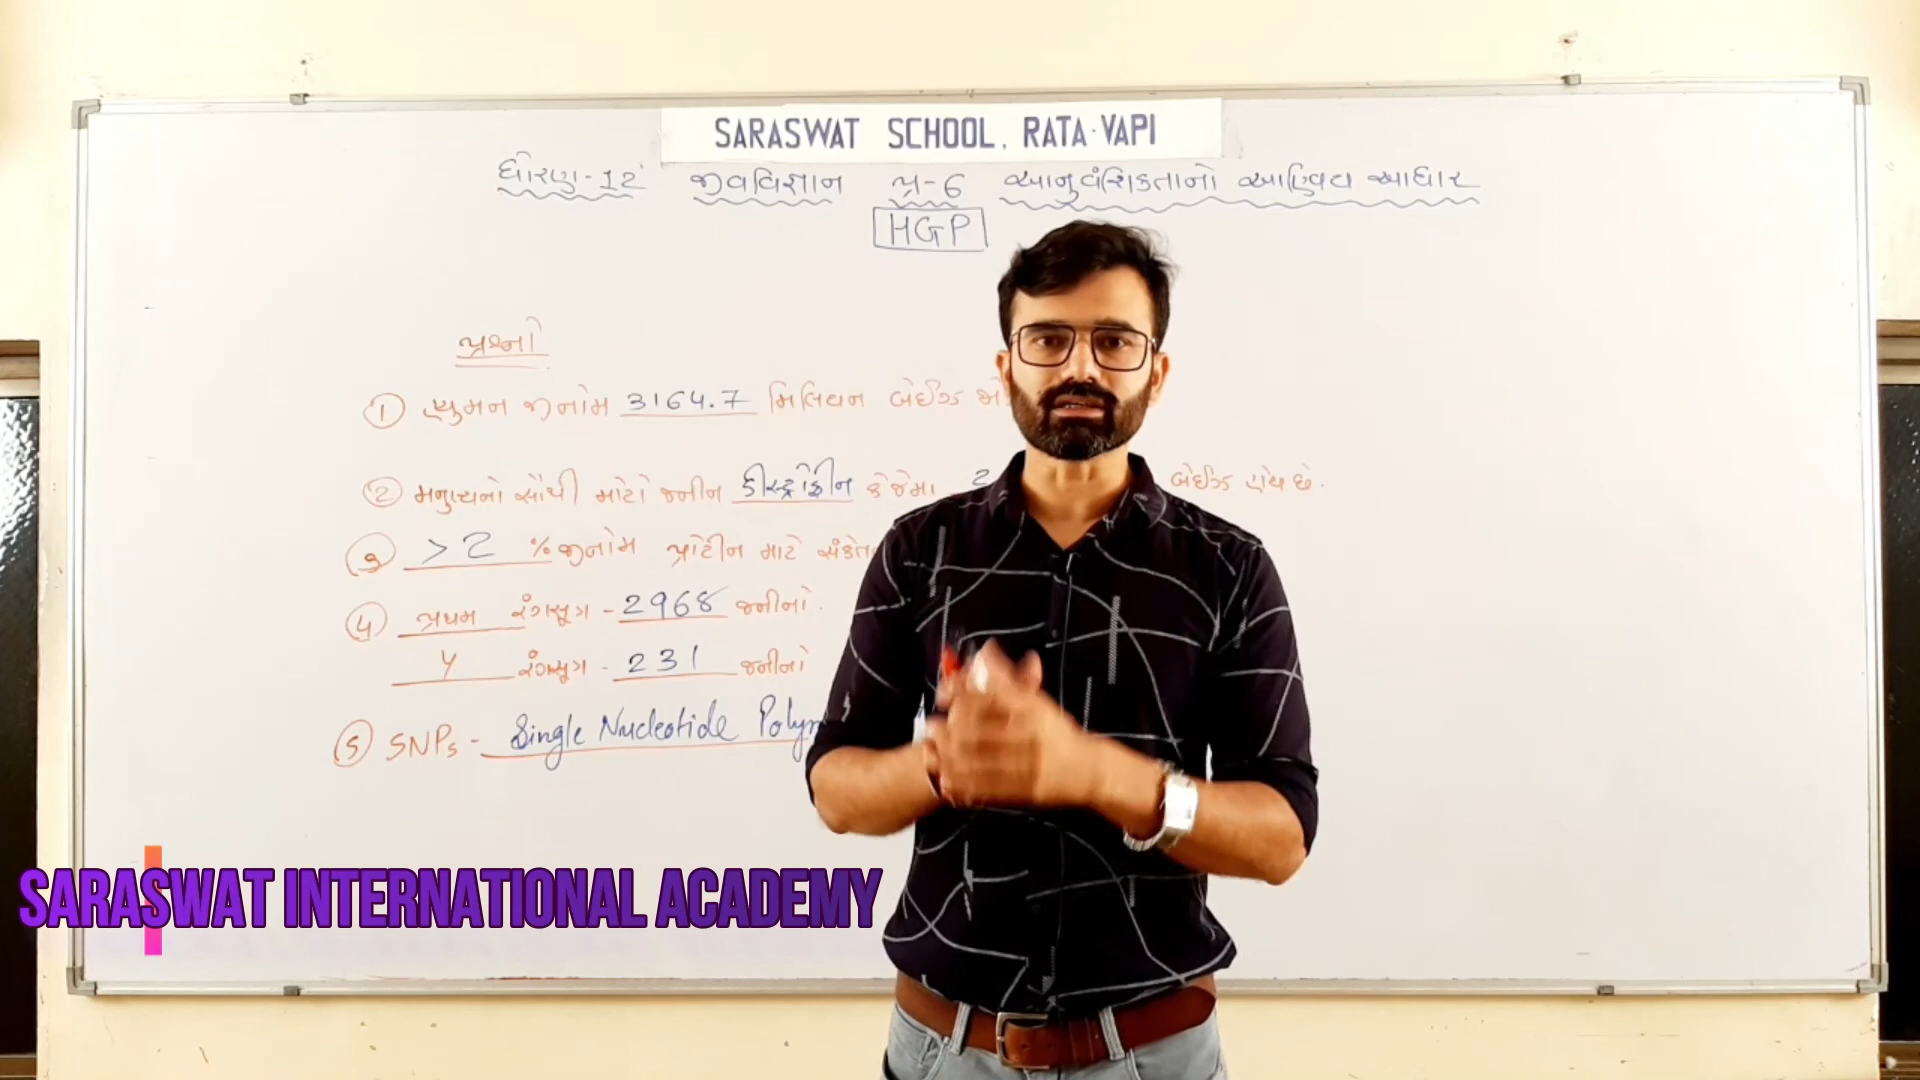 SARASWAT SCHOOL, RATA-VAPI
ધોરણ-12 જીવવિજ્ઞાન પ્ર-6 આનુવંશિકતાનો આણ્વિય આધાર
HGP
પ્રશ્નો
① હ્યુમન જીનોમ 3164.7 મિલિયન બેઈઝ
② મનુષ્યનો સૌથી મોટો જનીન ડીસ્ટ્રોફીન કે જેમા 2 બેઈઝ હોય છે.
③ >2 % જીનોમ પ્રોટીન માટે
④ પ્રથમ રંગસૂત્ર - 2968 જનીનો.
Y રંગસૂત્ર - 231 જનીનો
⑤ SNPs - Single Nucleotide
SARASWAT INTERNATIONAL ACADEMY